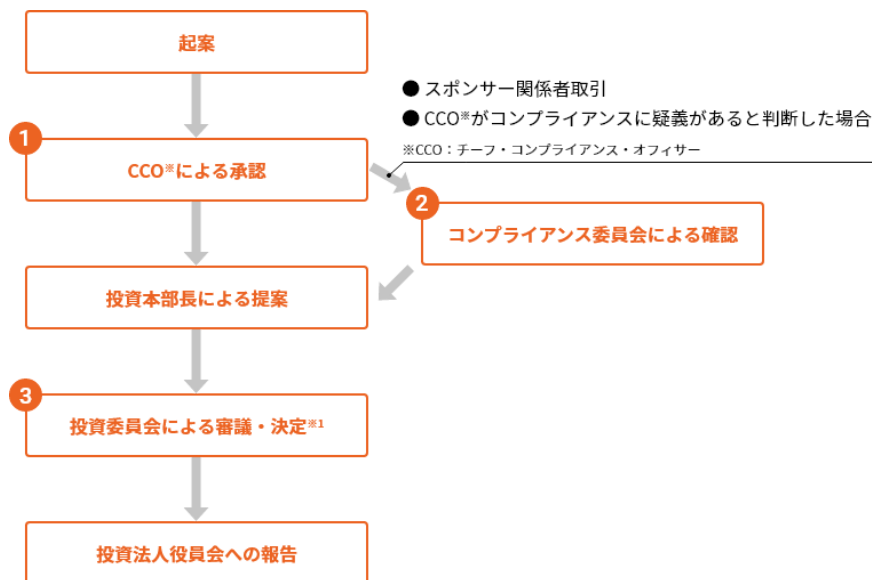 起案
● スポンサー関係者取引
● CCO※がコンプライアンスに疑義があると判断した場合
※CCO：チーフ・コンプライアンス・オフィサー
1
CCO※による承認
2
コンプライアンス委員会による確認
投資本部長による提案
3
投資委員会による審議・決定※1
投資法人役員会への報告